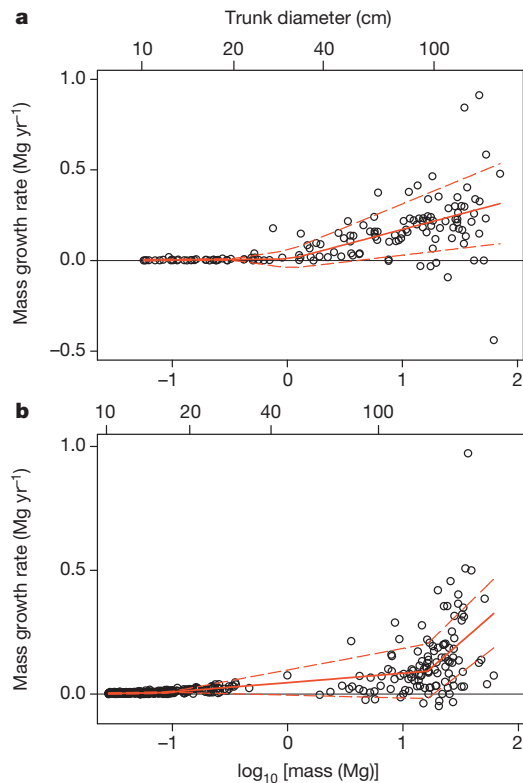 Trunk diameter (cm)
a
10 20 40 100
1.0
0.5
0.0
−0.5
Mass growth rate (Mg yr⁻¹)
−1 0 1 2
b
10 20 40 100
1.0
0.5
0.0
Mass growth rate (Mg yr⁻¹)
−1 0 1 2
log₁₀ [mass (Mg)]